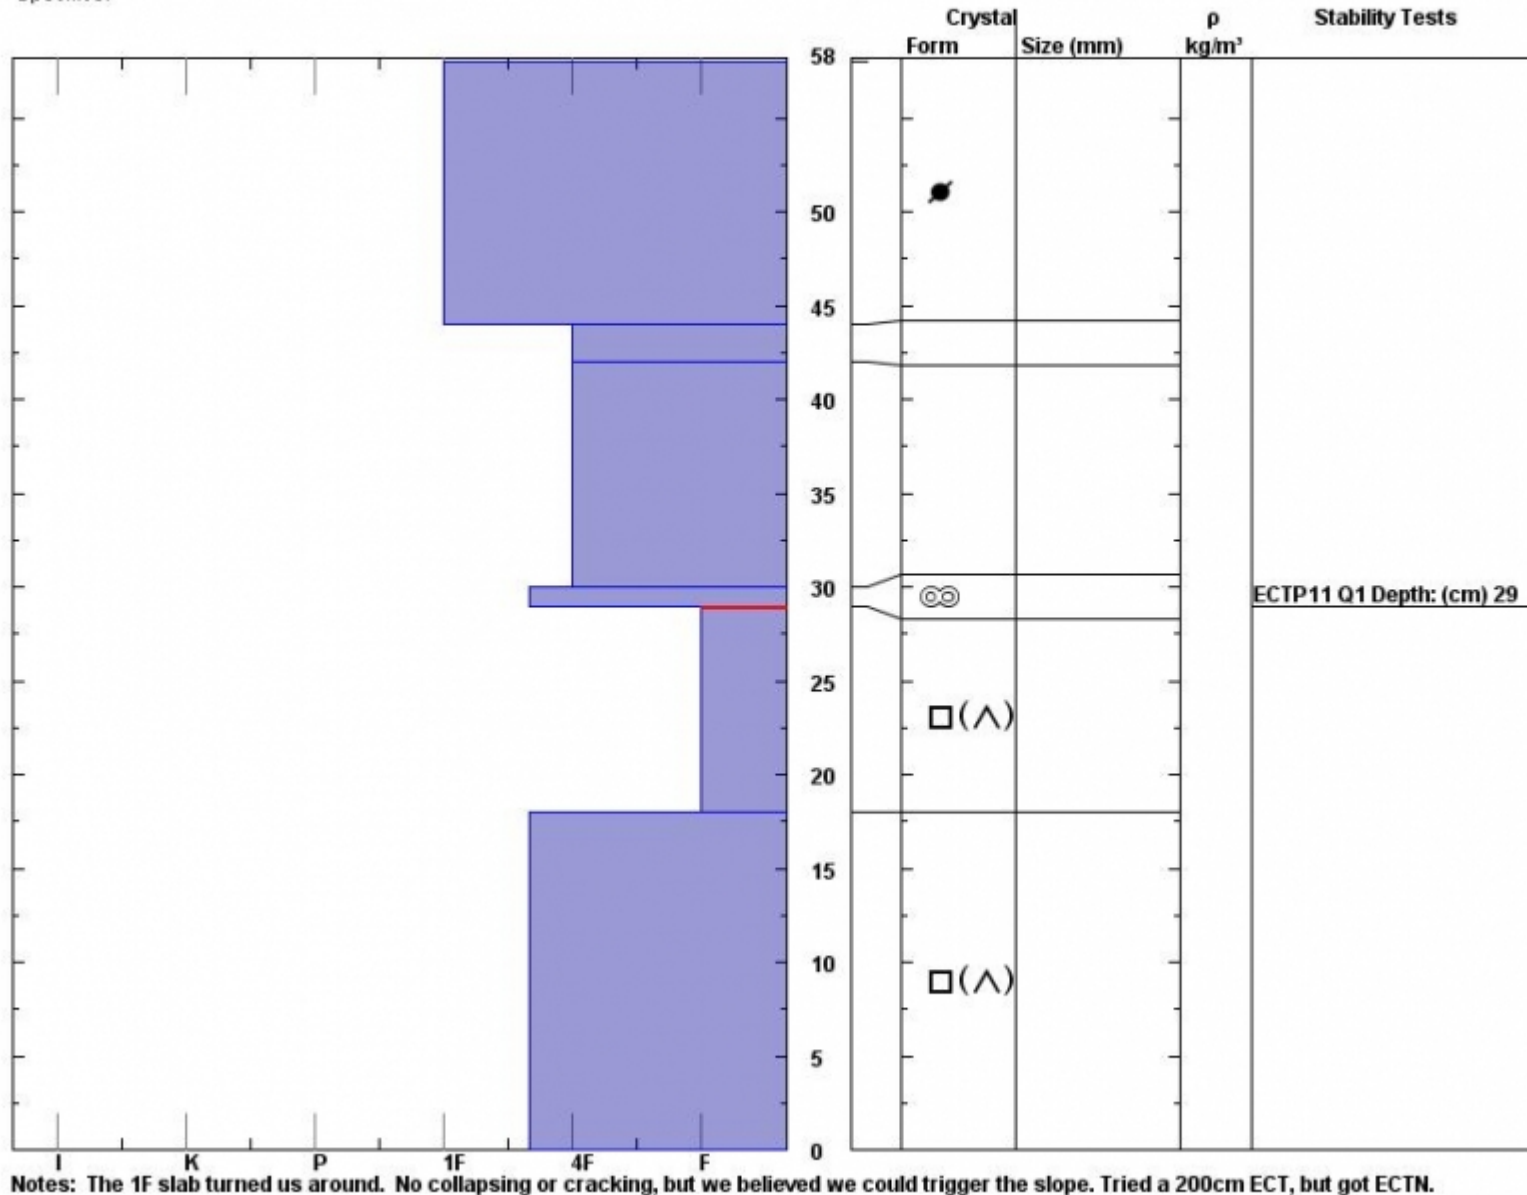 Crystal ρ Stability Tests
Form Size (mm) kg/m³
58
50
45
40
35
30
ECTP11 Q1 Depth: (cm) 29
25
20
15
10
5
0
I K P 1F 4F F
Notes: The 1F slab turned us around. No collapsing or cracking, but we believed we could trigger the slope. Tried a 200cm ECT, but got ECTN.